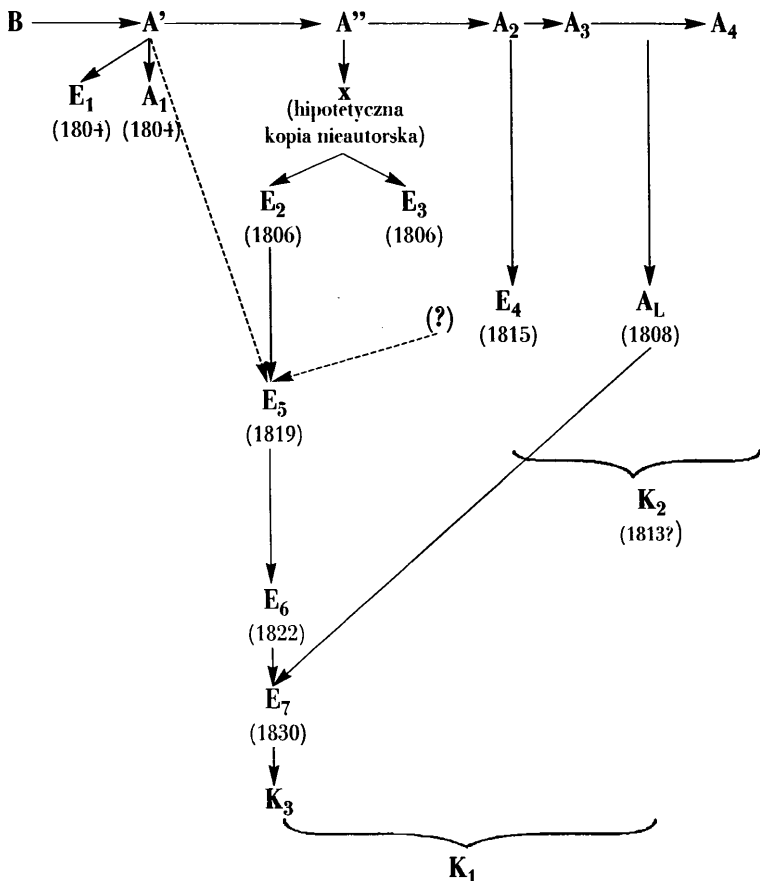 B A' A'' A₂ A₃ A₄
E₁ A₁ x
(1804) (1804) (hipotetyczna
kopia nieautorska)
E₂ E₃
(1806) (1806)
(?) E₄ A_L
(1815) (1808)
E₅
(1819)
K₂
(1813?)
E₆
(1822)
E₇
(1830)
K₃
K₁